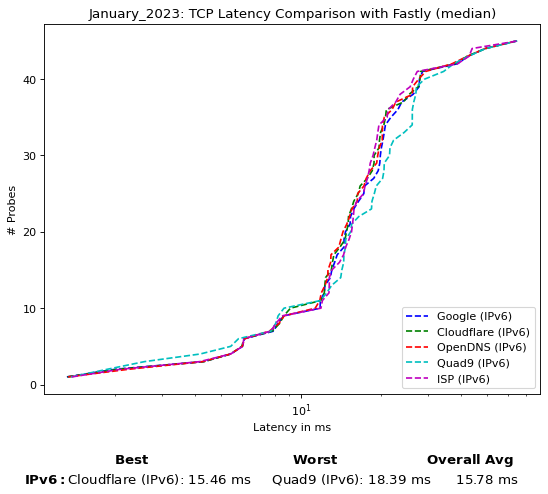 January_2023: TCP Latency Comparison with Fastly (median)
# Probes
40
30
20
10
0
Google (IPv6)
Cloudflare (IPv6)
OpenDNS (IPv6)
Quad9 (IPv6)
ISP (IPv6)
10^1
Latency in ms
Best Worst Overall Avg
IPv6: Cloudflare (IPv6): 15.46 ms Quad9 (IPv6): 18.39 ms 15.78 ms